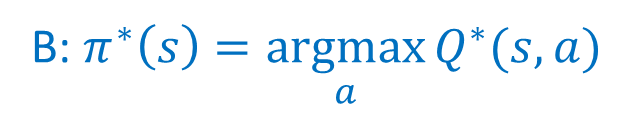 B: π*(s) = argmax Q*(s, a)
a